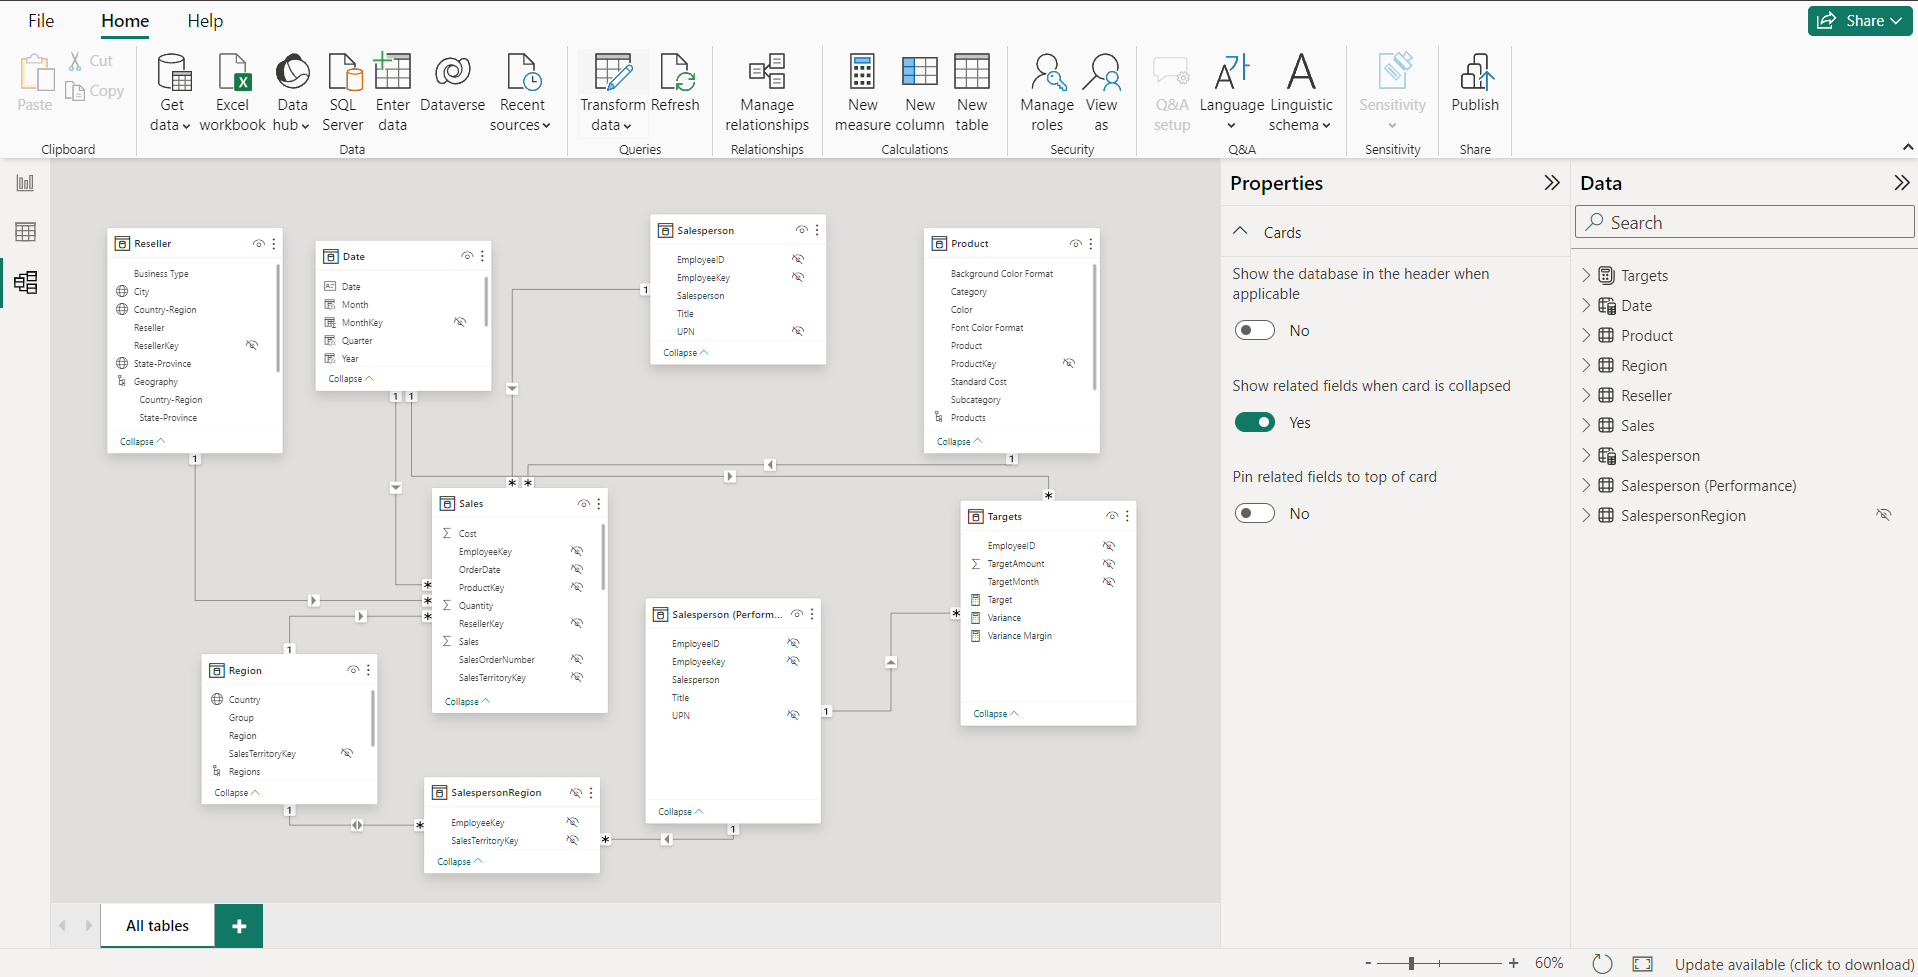 File
Home
Help
Share
Paste
Cut
Copy
Clipboard
Get
data
Excel
workbook
Data
hub
SQL
Server
Enter
data
Dataverse
Recent
sources
Data
Transform
data
Refresh
Queries
Manage
relationships
Relationships
New
measure
New
column
New
table
Calculations
Manage
roles
View
as
Security
Q&A
setup
Language
Linguistic
schema
Q&A
Sensitivity
Sensitivity
Publish
Share
Reseller
Business Type
City
Country-Region
Reseller
ResellerKey
State-Province
Geography
Country-Region
State-Province
Collapse
1
Date
Date
Month
MonthKey
Quarter
Year
Collapse
1 1
Salesperson
EmployeeID
EmployeeKey
Salesperson
Title
UPN
Collapse
1
Product
Background Color Format
Category
Color
Font Color Format
Product
ProductKey
Standard Cost
Subcategory
Products
Collapse
1
* *
Sales
Cost
EmployeeKey
OrderDate
ProductKey
Quantity
ResellerKey
Sales
SalesOrderNumber
SalesTerritoryKey
Collapse
*
*
*
*
Targets
EmployeeID
TargetAmount
TargetMonth
Target
Variance
Variance Margin
Collapse
*
Salesperson (Perform...
EmployeeID
EmployeeKey
Salesperson
Title
UPN
Collapse
1
1
1
Region
Country
Group
Region
SalesTerritoryKey
Regions
Collapse
1
SalespersonRegion
EmployeeKey
SalesTerritoryKey
Collapse
*
*
Properties
Cards
Show the database in the header when
applicable
No
Show related fields when card is collapsed
Yes
Pin related fields to top of card
No
Data
Search
Targets
Date
Product
Region
Reseller
Sales
Salesperson
Salesperson (Performance)
SalespersonRegion
All tables
+
- + 60%
Update available (click to download)